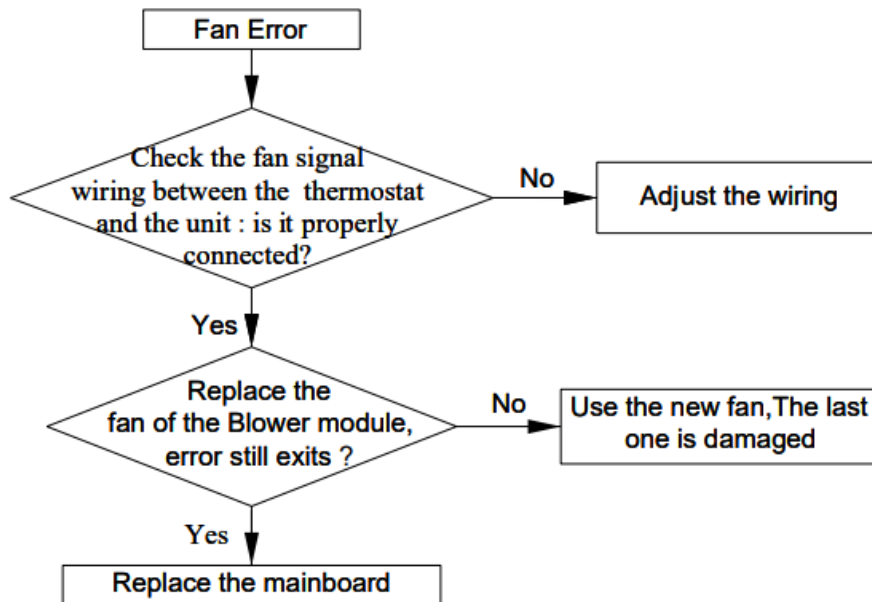 Fan Error
Check the fan signal
wiring between the thermostat
and the unit : is it properly
connected?
No
Adjust the wiring
Yes
Replace the
fan of the Blower module,
error still exits ?
No
Use the new fan,The last
one is damaged
Yes
Replace the mainboard